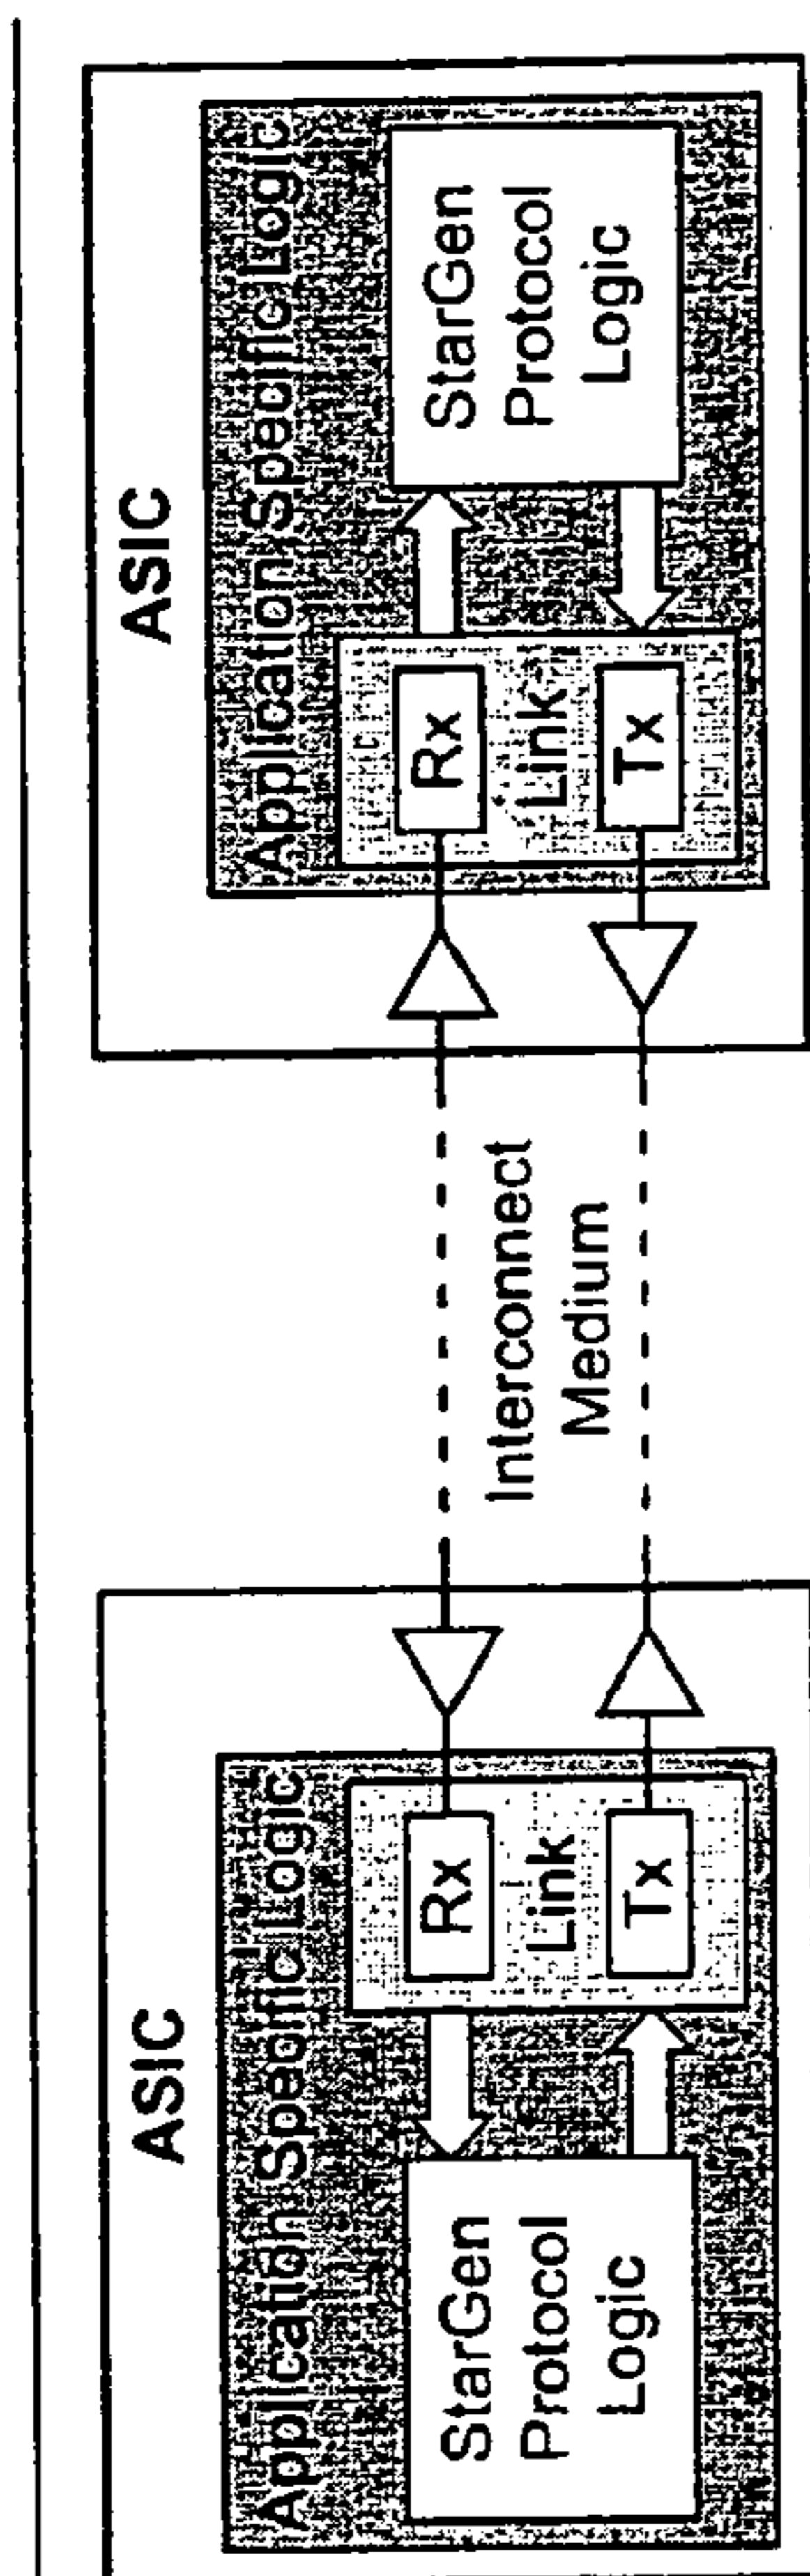 ASIC
Application Specific Logic
StarGen
Protocol
Logic
Rx
Link
Tx
Interconnect
Medium
ASIC
Application Specific Logic
Rx
Link
Tx
StarGen
Protocol
Logic